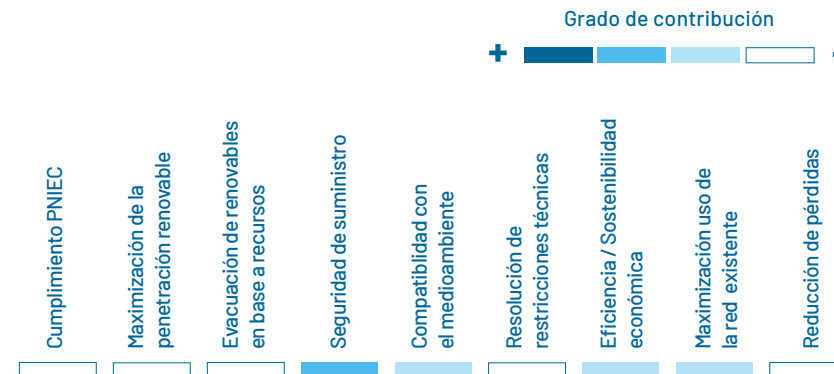 Grado de contribución
+
Cumplimiento PNIEC
Maximización de la
penetración renovable
Evacuación de renovables
en base a recursos
Seguridad de suministro
Compatiblidad con
el medioambiente
Resolución de
restricciones técnicas
Eficiencia / Sostenibilidad
económica
Maximización uso de
la red existente
Reducción de pérdidas